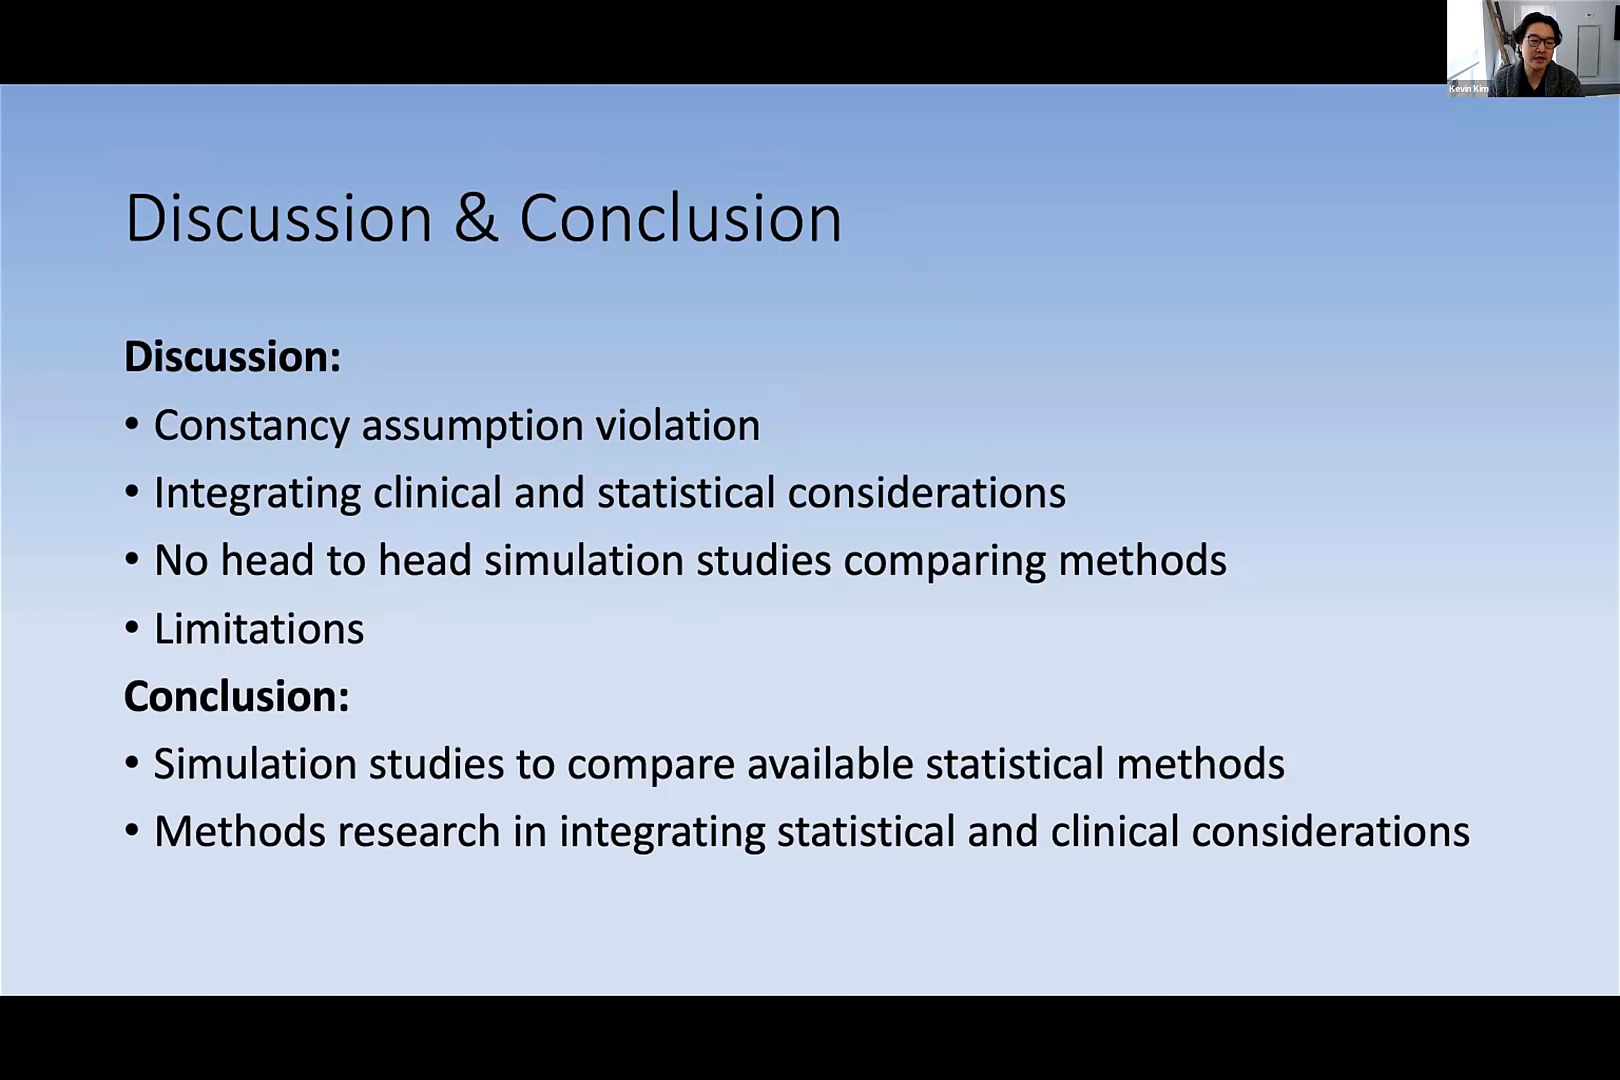 Kevin Kim
Discussion & Conclusion
Discussion:
• Constancy assumption violation
• Integrating clinical and statistical considerations
• No head to head simulation studies comparing methods
• Limitations
Conclusion:
• Simulation studies to compare available statistical methods
• Methods research in integrating statistical and clinical considerations